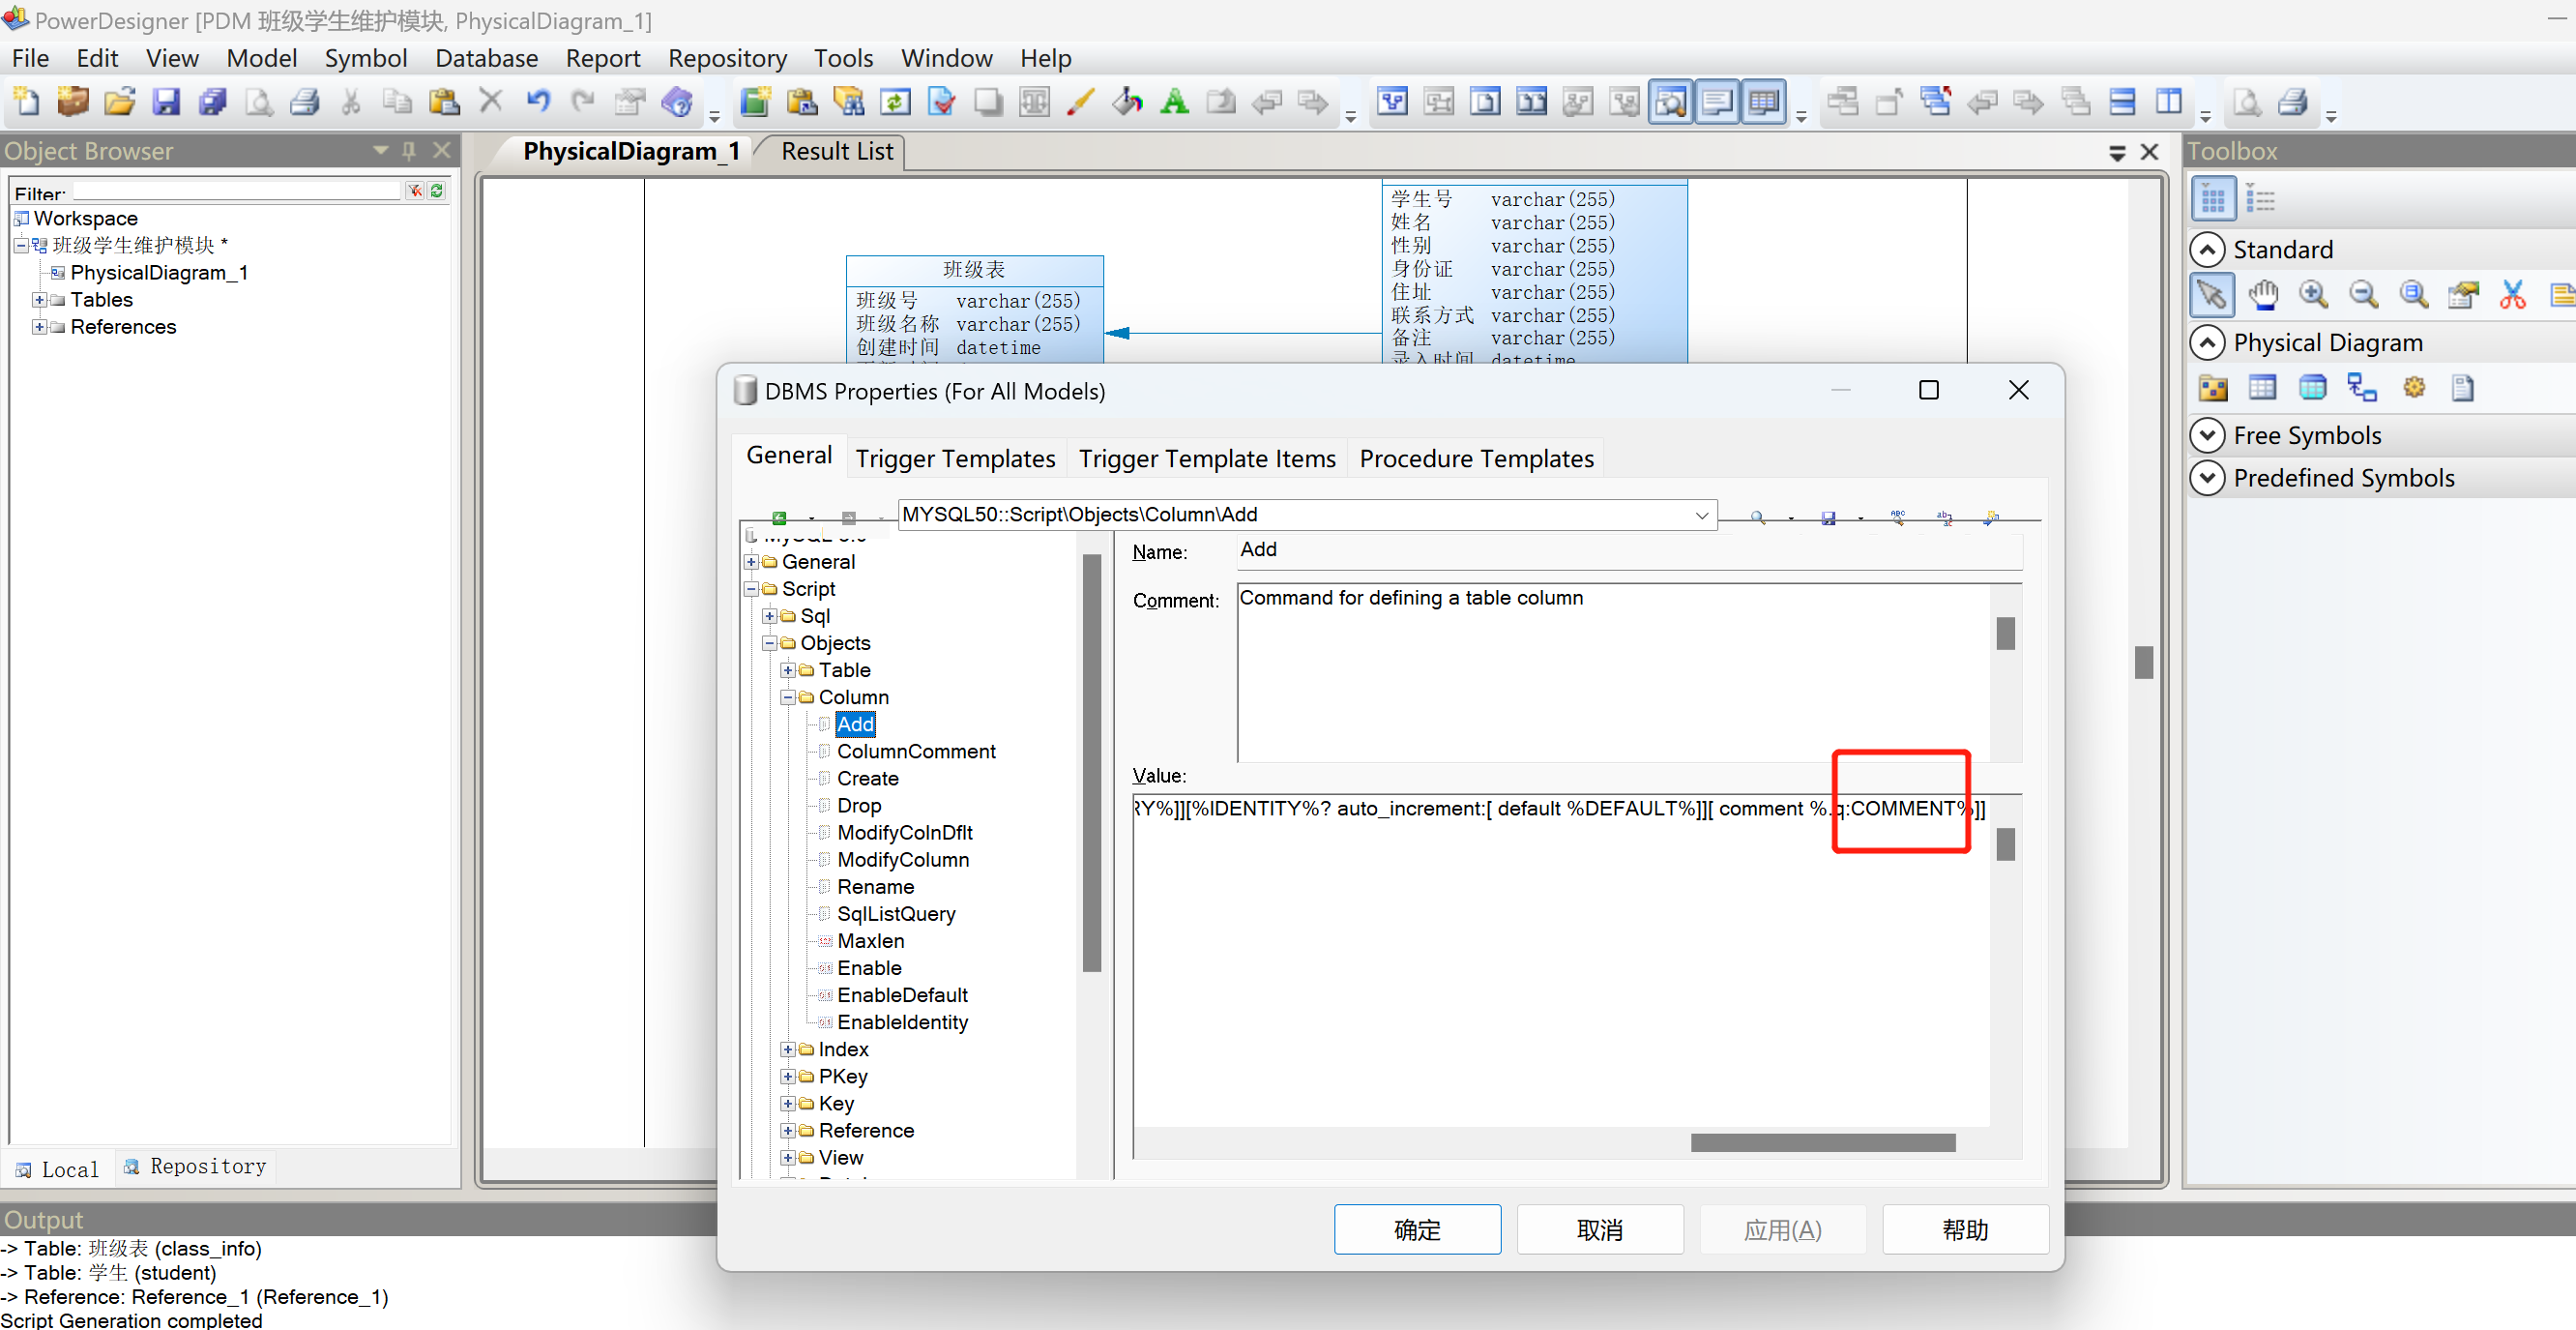 PowerDesigner [PDM 班级学生维护模块, PhysicalDiagram_1]
File Edit View Model Symbol Database Report Repository Tools Window Help
Object Browser
Filter:
Workspace
班级学生维护模块 *
PhysicalDiagram_1
Tables
References
Local Repository
PhysicalDiagram_1 Result List
学生号 varchar(255)
姓名 varchar(255)
性别 varchar(255)
身份证 varchar(255)
住址 varchar(255)
联系方式 varchar(255)
备注 varchar(255)
录入时间 datetime
班级表
班级号 varchar(255)
班级名称 varchar(255)
创建时间 datetime
DBMS Properties (For All Models)
General Trigger Templates Trigger Template Items Procedure Templates
MYSQL50::Script\Objects\Column\Add
MySQL 5.0
General
Script
Sql
Objects
Table
Column
Add
ColumnComment
Create
Drop
ModifyColnDflt
ModifyColumn
Rename
SqlListQuery
Maxlen
Enable
EnableDefault
EnableIdentity
Index
PKey
Key
Reference
View
Name: Add
Comment: Command for defining a table column
Value:
RY%]][%IDENTITY%? auto_increment:[ default %DEFAULT%]][ comment %.q:COMMENT%]]
确定 取消 应用(A) 帮助
Toolbox
Standard
Physical Diagram
Free Symbols
Predefined Symbols
Output
-> Table: 班级表 (class_info)
-> Table: 学生 (student)
-> Reference: Reference_1 (Reference_1)
Script Generation completed